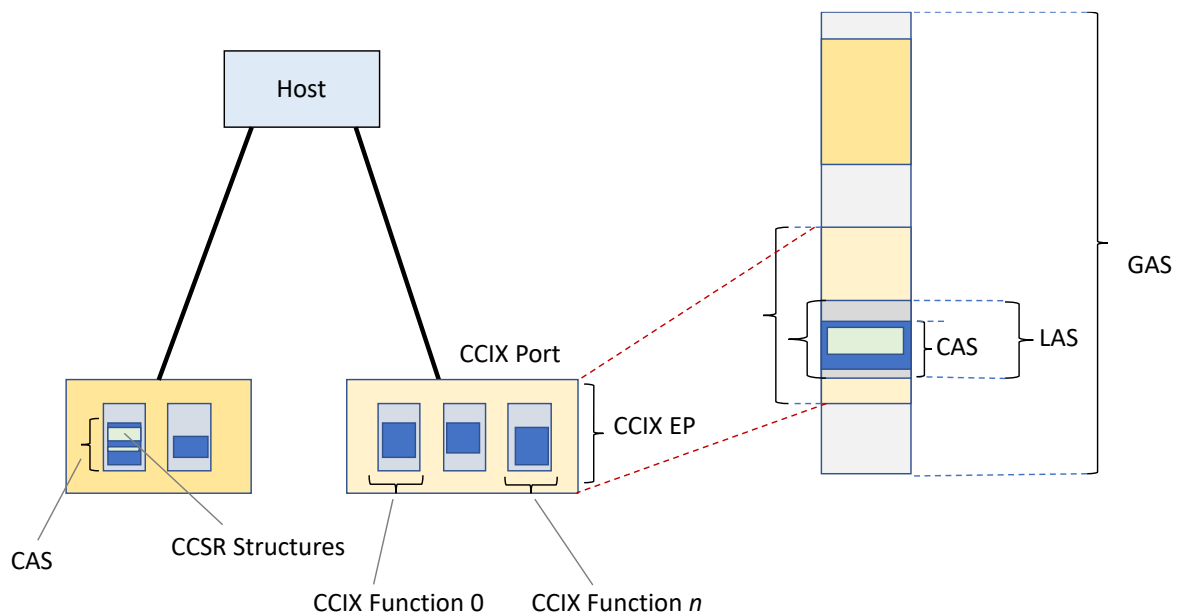 Host
GAS
LAS
CAS
CCIX Port
CCIX EP
CCSR Structures
CAS
CCIX Function 0
CCIX Function n